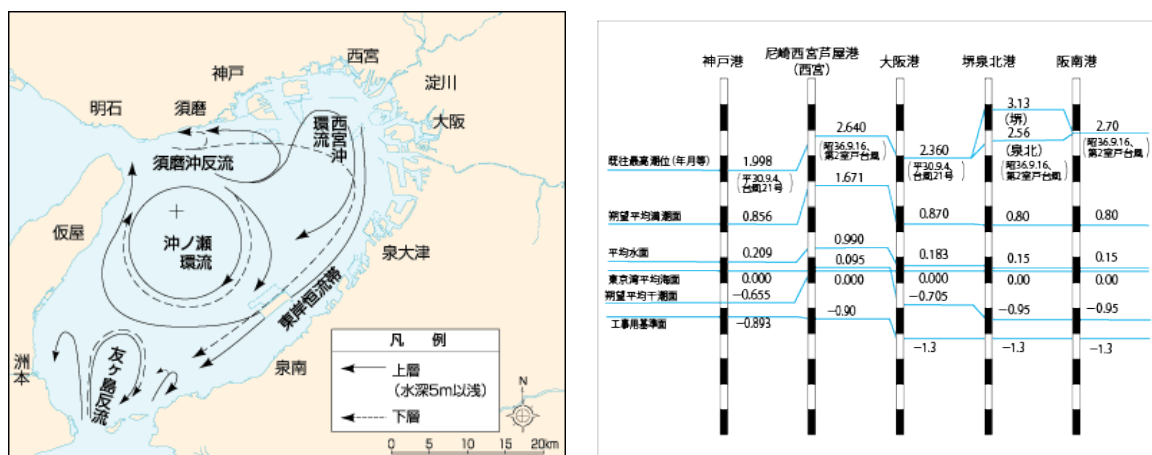 西宮
神戸
淀川
明石
須磨
大阪
西宮沖
環流
須磨沖反流
仮屋
沖ノ瀬
環流
泉大津
東岸恒流帯
洲本
友ヶ島反流
泉南
凡 例
上層
(水深5m以浅)
下層
N
0 5 10 15 20km
神戸港
尼崎西宮芦屋港
(西宮)
大阪港
堺泉北港
阪南港
既往最高潮位(年月等)
1.998
(平30.9.4、
台風21号)
2.640
(昭36.9.16、
第2室戸台風)
2.360
(平30.9.4、
台風21号)
3.13
(堺)
2.56
(泉北)
(昭36.9.16、
第2室戸台風)
2.70
(昭36.9.16、
第2室戸台風)
朔望平均満潮面
0.856
1.671
0.870
0.80
0.80
平均水面
0.209
0.990
0.183
0.15
0.15
東京湾平均海面
0.000
0.095
0.000
0.000
0.00
0.00
朔望平均干潮面
-0.655
-0.705
-0.95
-0.95
工事用基準面
-0.893
-0.90
-1.3
-1.3
-1.3